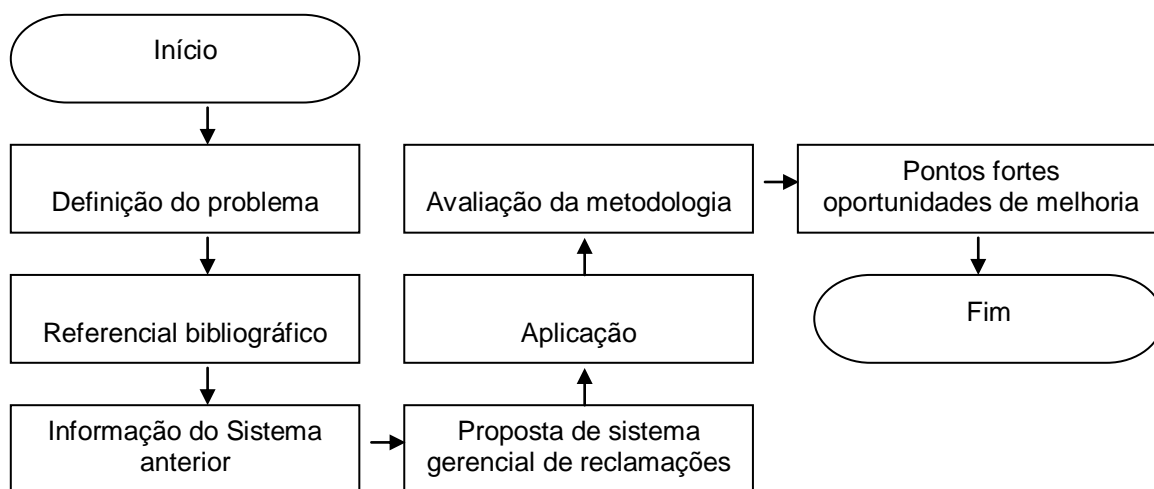 Início
Definição do problema
Referencial bibliográfico
Informação do Sistema
anterior
Proposta de sistema
gerencial de reclamações
Aplicação
Avaliação da metodologia
Pontos fortes
oportunidades de melhoria
Fim